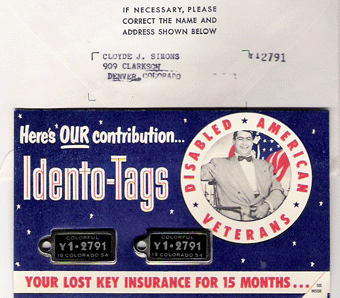 IF NECESSARY, PLEASE
CORRECT THE NAME AND
ADDRESS SHOWN BELOW
CLOYDE J. SIMONS
Y12791
909 CLARKSON
DENVER, COLORADO
Here's OUR contribution...
Idento-Tags
DISABLED AMERICAN VETERANS
COLORFUL
Y1·2791
19 COLORADO 54
COLORFUL
Y1·2791
19 COLORADO 54
YOUR LOST KEY INSURANCE FOR 15 MONTHS...
SEE
INSIDE